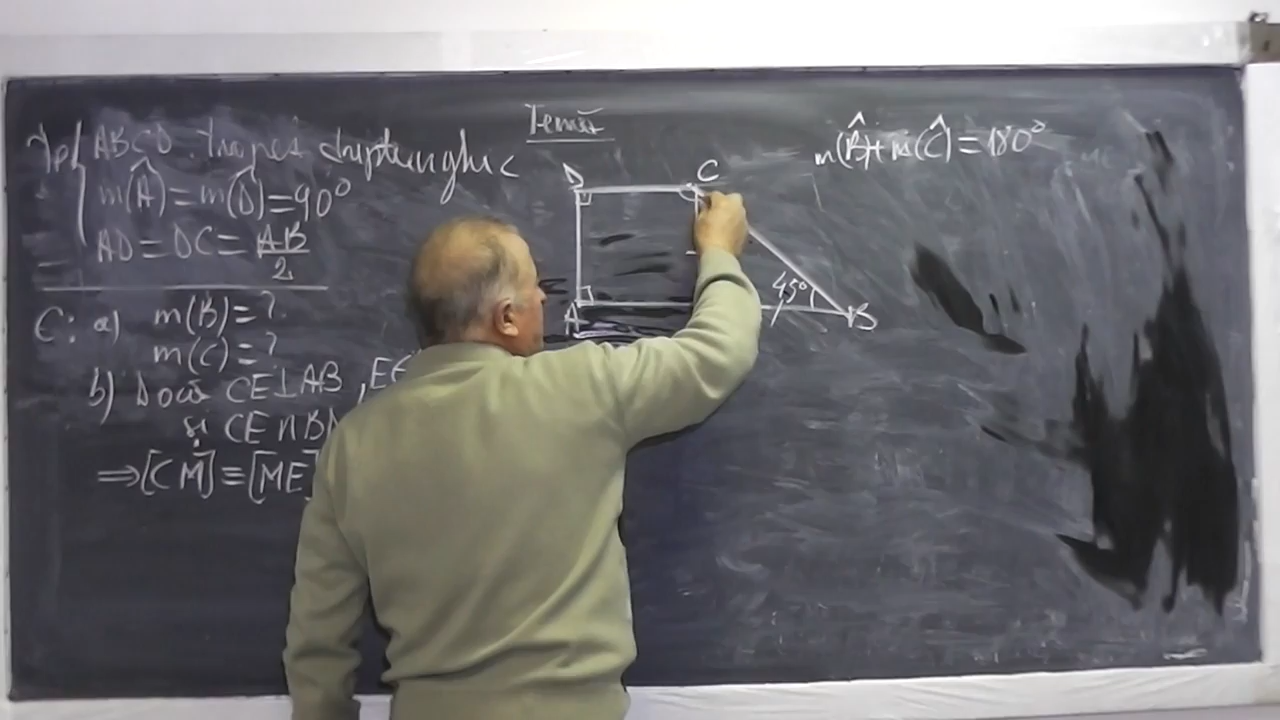 Temă
Ip{ ABCD trapez dreptunghic
m(Â)=m(D̂)=90°
AD=DC=AB/2
C: a) m(B)=?
m(C)=?
b) Dacă CE⊥AB, E∈
și CE∩BD
⇒[CM]≡[ME]
D
C
A
B
45°
m(B̂)+m(Ĉ)=180°